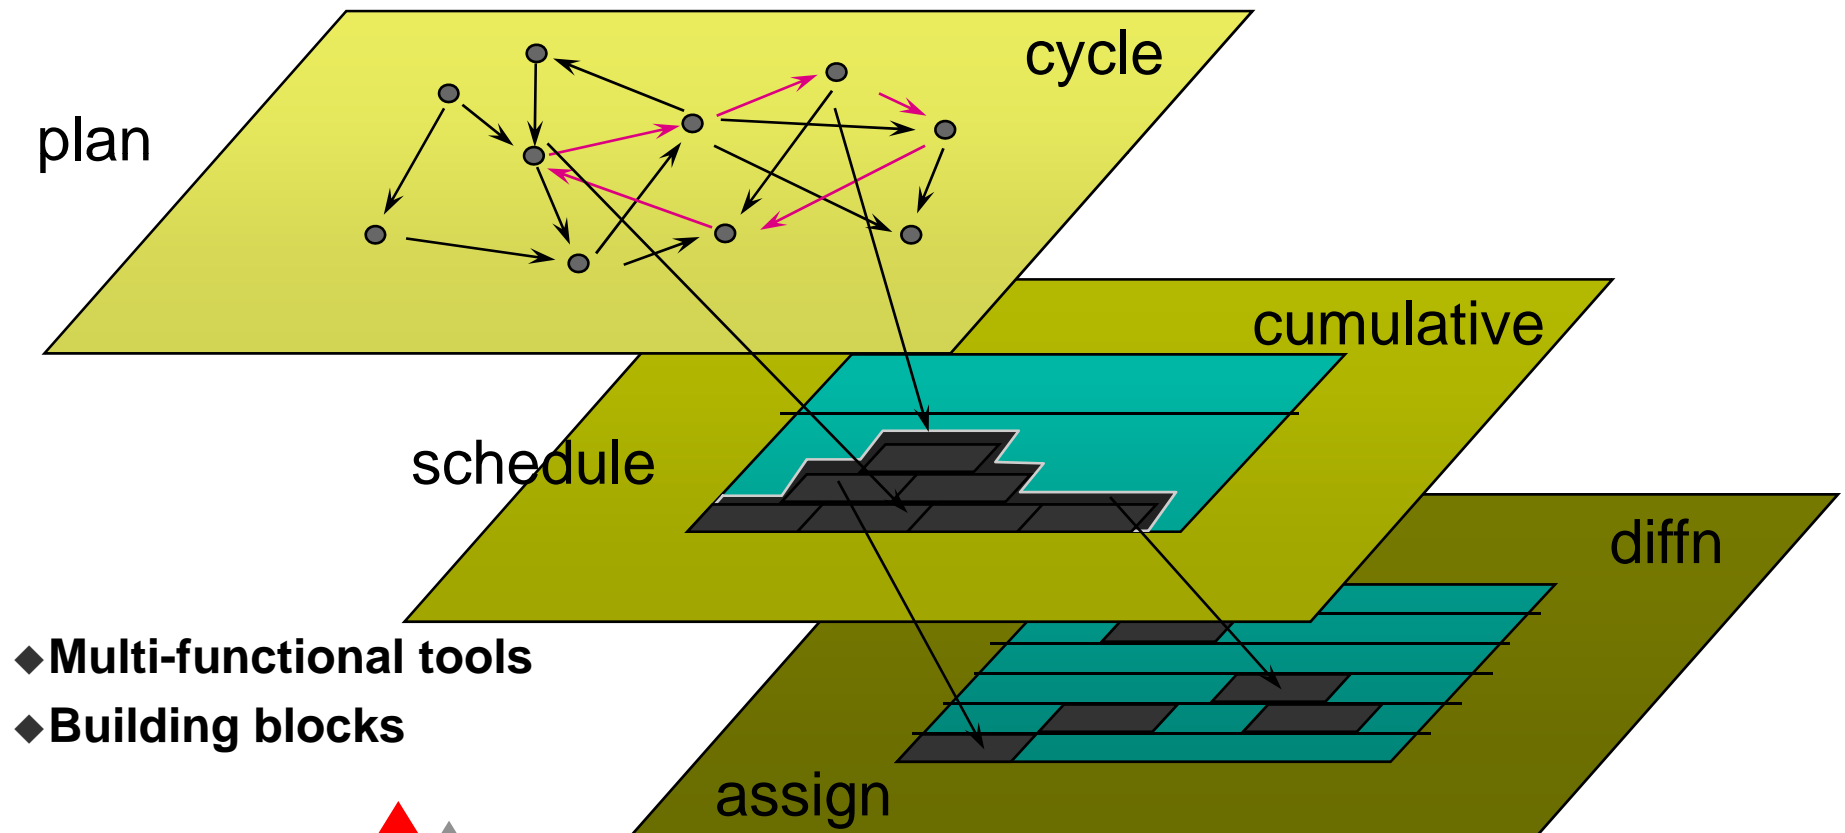 cycle
plan
cumulative
schedule
diffn
◆Multi-functional tools
◆Building blocks
assign